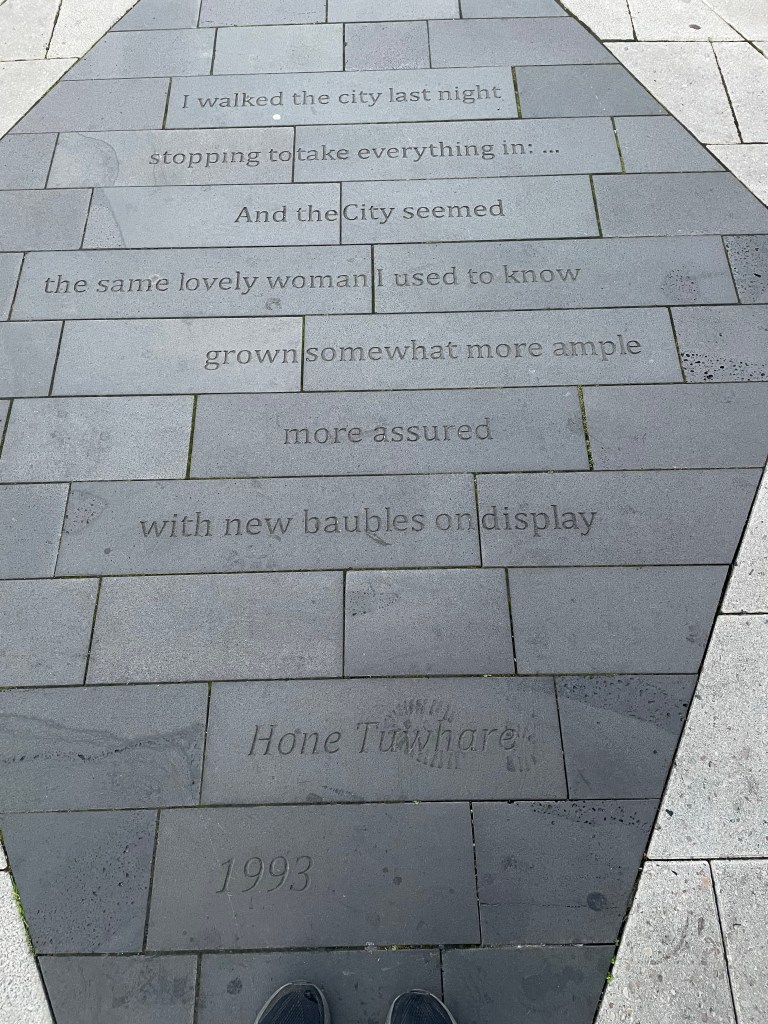 I walked the city last night
stopping to take everything in: ...
And the City seemed
the same lovely woman I used to know
grown somewhat more ample
more assured
with new baubles on display
Hone Tuwhare
1993